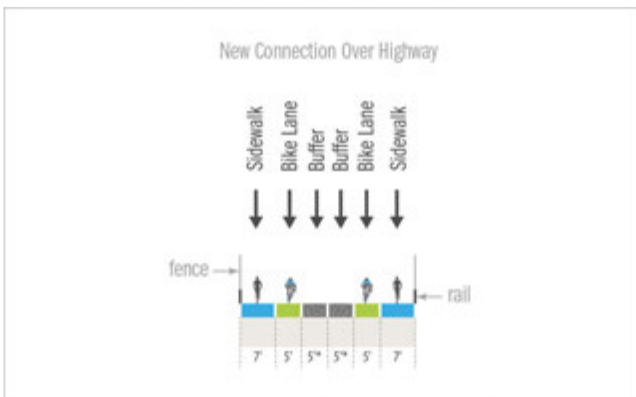 New Connection Over Highway
Sidewalk
Bike Lane
Buffer
Buffer
Bike Lane
Sidewalk
fence
rail
7' 5' 5'* 5'* 5' 7'